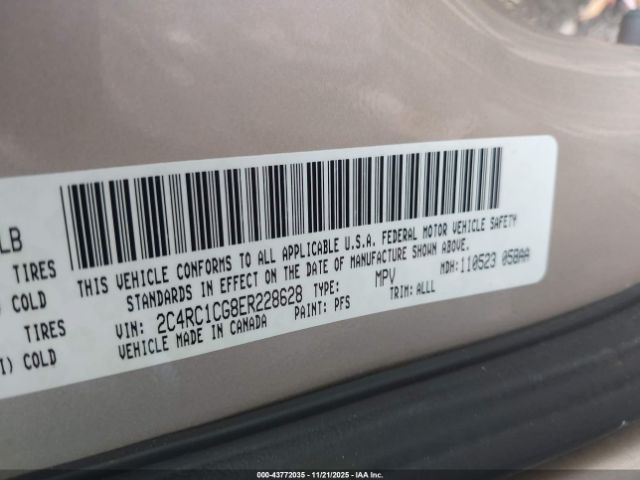 LB
TIRES
COLD
TIRES
I) COLD
THIS VEHICLE CONFORMS TO ALL APPLICABLE U.S.A. FEDERAL MOTOR VEHICLE SAFETY
STANDARDS IN EFFECT ON THE DATE OF MANUFACTURE SHOWN ABOVE.
VIN: 2C4RC1CG8ER228628 TYPE: MPV MDH: 110523 058AA
VEHICLE MADE IN CANADA PAINT: PFS TRIM: ALLL
000-43772035 - 11/21/2025 - IAAI.COM